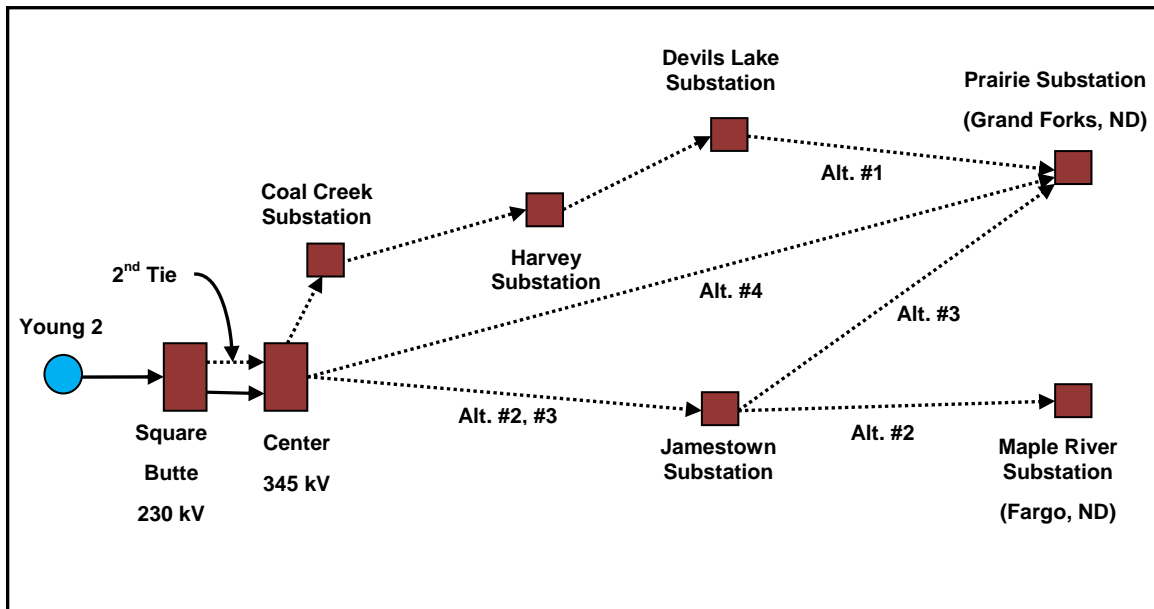 Devils Lake
Substation
Prairie Substation
(Grand Forks, ND)
Alt. #1
Coal Creek
Substation
Harvey
Substation
2nd Tie
Alt. #4
Alt. #3
Young 2
Alt. #2, #3
Alt. #2
Square
Butte
230 kV
Center
345 kV
Jamestown
Substation
Maple River
Substation
(Fargo, ND)